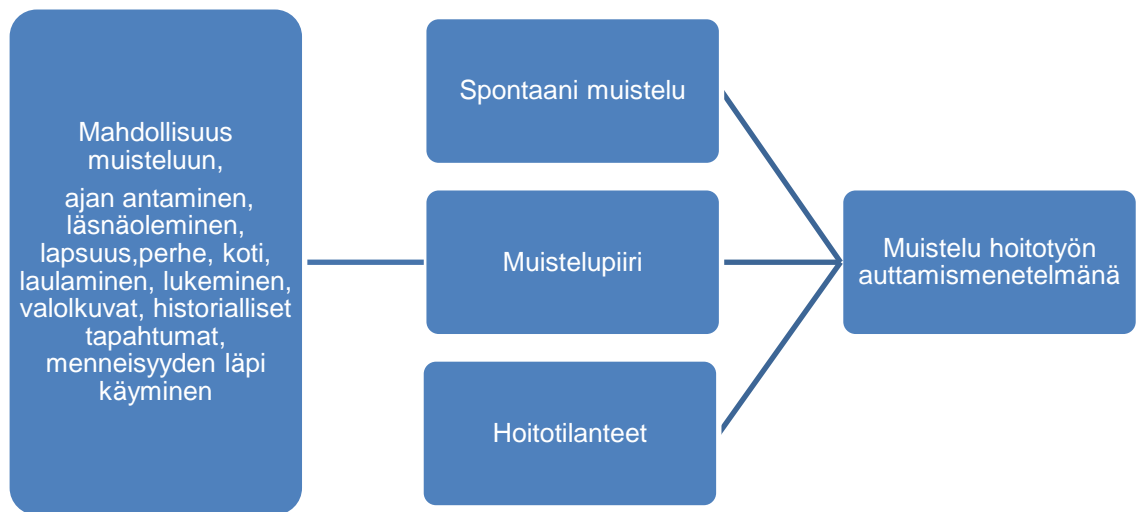 Mahdollisuus
muisteluun,
ajan antaminen,
läsnäoleminen,
lapsuus,perhe, koti,
laulaminen, lukeminen,
valolkuvat, historialliset
tapahtumat,
menneisyyden läpi
käyminen
Spontaani muistelu
Muistelupiiri
Hoitotilanteet
Muistelu hoitotyön
auttamismenetelmänä